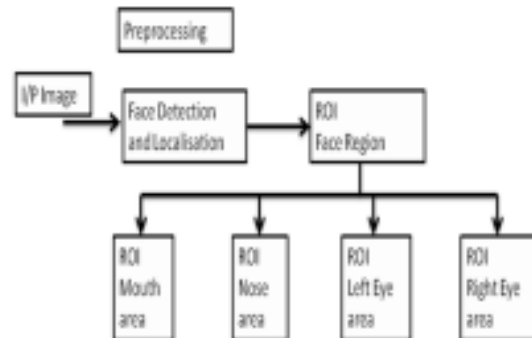 Preprocessing
I/P Image
Face Detection
and Localisation
ROI
Face Region
ROI
Mouth
area
ROI
Nose
area
ROI
Left Eye
area
ROI
Right Eye
area